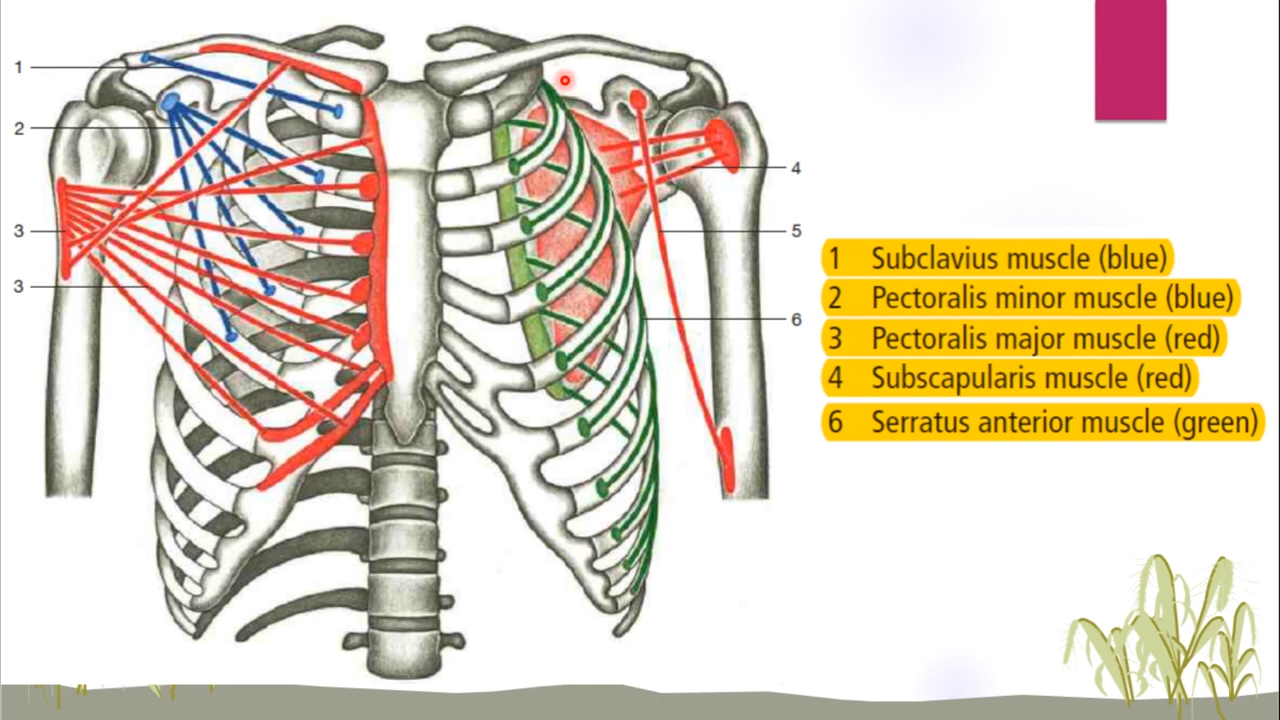 1
2
3
3
4
5
6
1 Subclavius muscle (blue)
2 Pectoralis minor muscle (blue)
3 Pectoralis major muscle (red)
4 Subscapularis muscle (red)
6 Serratus anterior muscle (green)